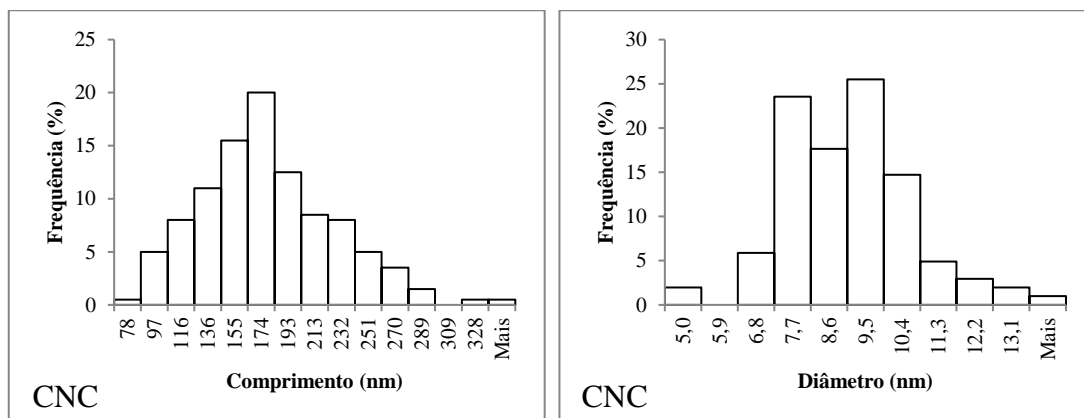 25
20
15
10
5
0
Frequência (%)
78 97 116 136 155 174 193 213 232 251 270 289 309 328 Mais
Comprimento (nm)
CNC
30
25
20
15
10
5
0
Frequência (%)
5,0 5,9 6,8 7,7 8,6 9,5 10,4 11,3 12,2 13,1 Mais
Diâmetro (nm)
CNC